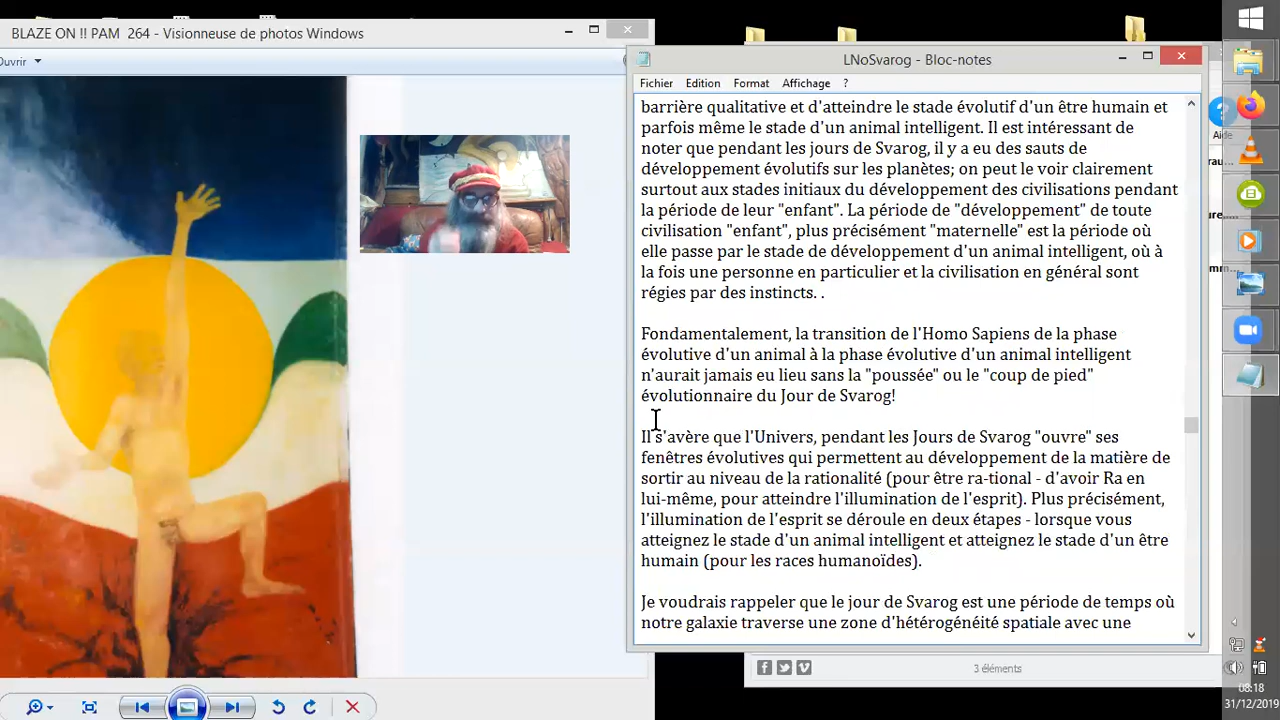 BLAZE ON !! PAM 264 - Visionneuse de photos Windows
Ouvrir
LNoSvarog - Bloc-notes
Fichier Edition Format Affichage ?
barrière qualitative et d'atteindre le stade évolutif d'un être humain et
parfois même le stade d'un animal intelligent. Il est intéressant de
noter que pendant les jours de Svarog, il y a eu des sauts de
développement évolutifs sur les planètes; on peut le voir clairement
surtout aux stades initiaux du développement des civilisations pendant
la période de leur "enfant". La période de "développement" de toute
civilisation "enfant", plus précisément "maternelle" est la période où
elle passe par le stade de développement d'un animal intelligent, où à
la fois une personne en particulier et la civilisation en général sont
régies par des instincts. .
Fondamentalement, la transition de l'Homo Sapiens de la phase
évolutive d'un animal à la phase évolutive d'un animal intelligent
n'aurait jamais eu lieu sans la "poussée" ou le "coup de pied"
évolutionnaire du Jour de Svarog!
Il s'avère que l'Univers, pendant les Jours de Svarog "ouvre" ses
fenêtres évolutives qui permettent au développement de la matière de
sortir au niveau de la rationalité (pour être ra-tional - d'avoir Ra en
lui-même, pour atteindre l'illumination de l'esprit). Plus précisément,
l'illumination de l'esprit se déroule en deux étapes - lorsque vous
atteignez le stade d'un animal intelligent et atteignez le stade d'un être
humain (pour les races humanoïdes).
Je voudrais rappeler que le jour de Svarog est une période de temps où
notre galaxie traverse une zone d'hétérogénéité spatiale avec une
3 éléments
Aide
08:18
31/12/2019